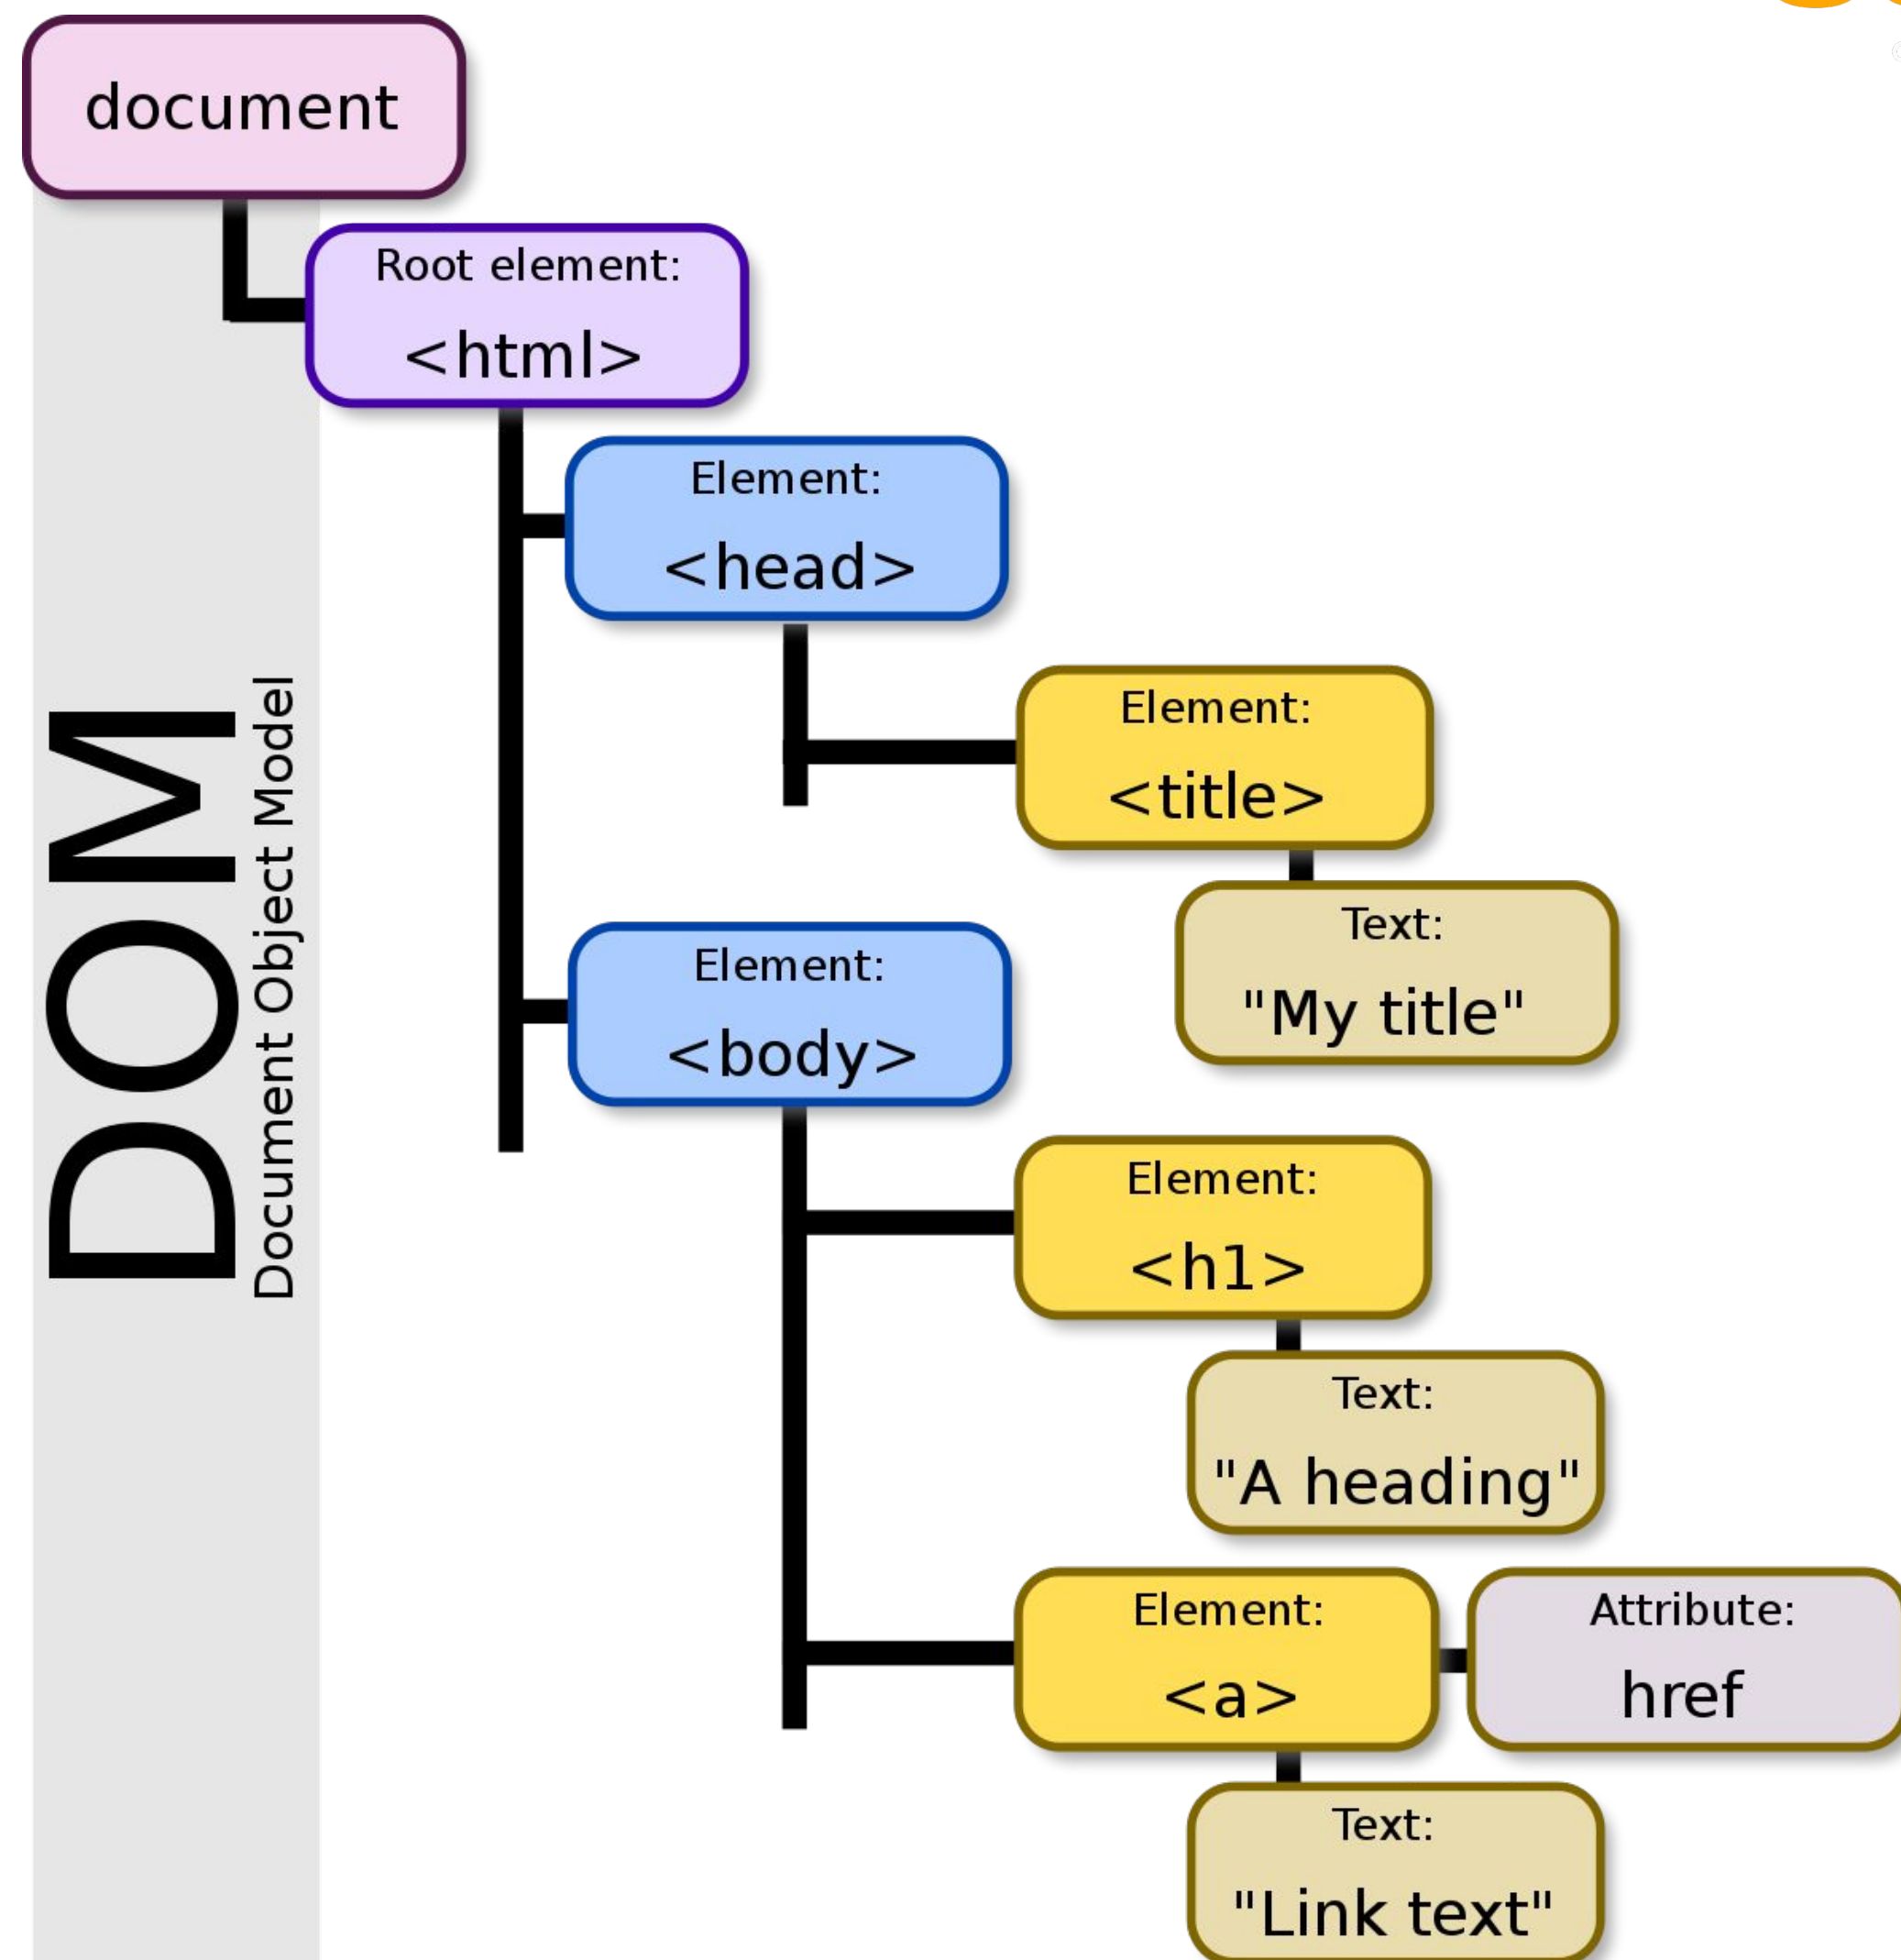 document
Root element:
<html>
Element:
<head>
Element:
<title>
Text:
"My title"
Element:
<body>
Element:
<h1>
Text:
"A heading"
Element:
<a>
Attribute:
href
Text:
"Link text"
DOM
Document Object Model